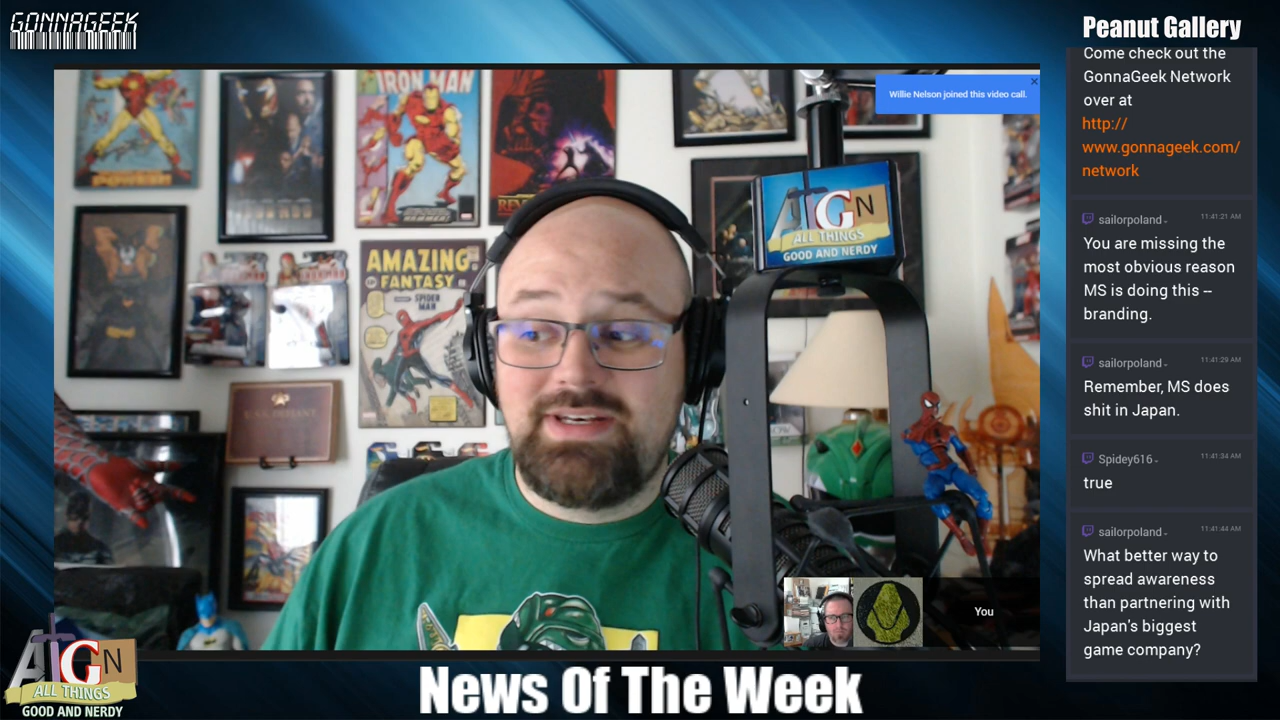 GONNAGEEK
Peanut Gallery
Come check out the
GonnaGeek Network
over at
http://
www.gonnageek.com/
network
sailorpoland
11:41:21 AM
You are missing the
most obvious reason
MS is doing this --
branding.
sailorpoland
11:41:29 AM
Remember, MS does
shit in Japan.
Spidey616
11:41:34 AM
true
sailorpoland
11:41:44 AM
What better way to
spread awareness
than partnering with
Japan's biggest
game company?
Willie Nelson joined this video call.
IRON MAN
AMAZING
FANTASY
SPIDER
MAN
ATGN
ALL THINGS
GOOD AND NERDY
You
ATGN
ALL THINGS
GOOD AND NERDY
News Of The Week